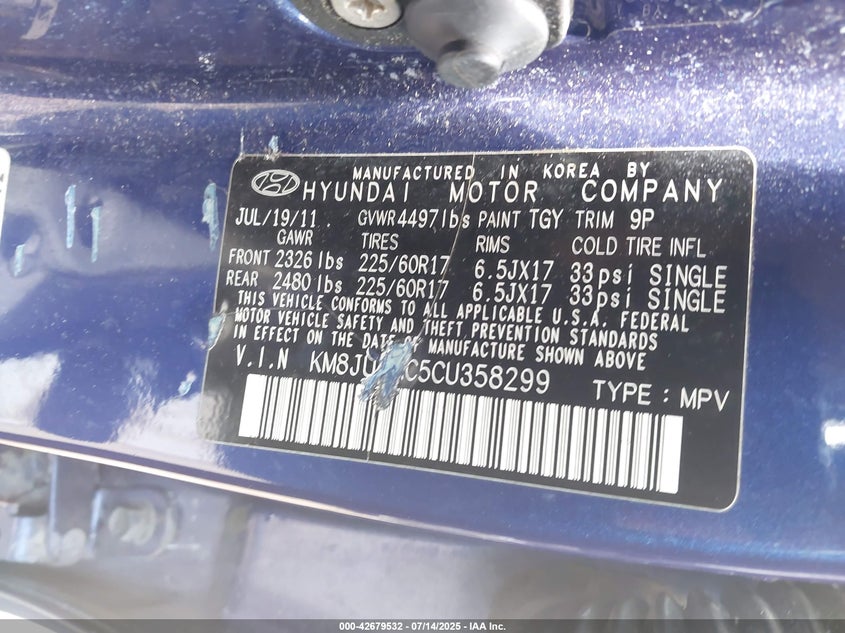 MANUFACTURED IN KOREA BY
HYUNDAI MOTOR COMPANY
JUL/19/11 GVWR 4497lbs PAINT TGY TRIM 9P
GAWR TIRES RIMS COLD TIRE INFL
FRONT 2326 lbs 225/60R17 6.5JX17 33psi SINGLE
REAR 2480 lbs 225/60R17 6.5JX17 33psi SINGLE
THIS VEHICLE CONFORMS TO ALL APPLICABLE U.S.A. FEDERAL
MOTOR VEHICLE SAFETY AND THEFT PREVENTION STANDARDS
IN EFFECT ON THE DATE OF MANUFACTURE SHOWN ABOVE
V.I.N KM8JU C5CU358299 TYPE : MPV
000-42679532 / 07/14/2025 - IAA Inc.